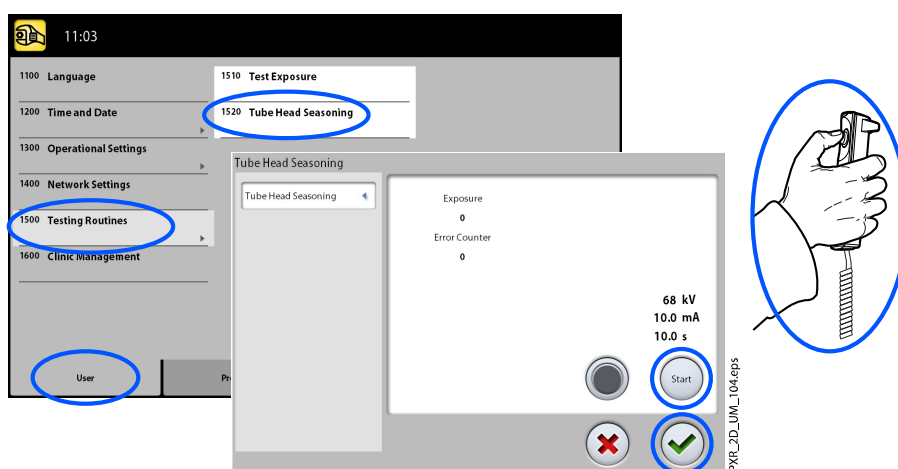 11:03
1100 Language
1200 Time and Date
1300 Operational Settings
1400 Network Settings
1500 Testing Routines
1600 Clinic Management
1510 Test Exposure
1520 Tube Head Seasoning
User
Tube Head Seasoning
Tube Head Seasoning
Exposure
0
Error Counter
0
68 kV
10.0 mA
10.0 s
Start
PXR_2D_UM_104.eps